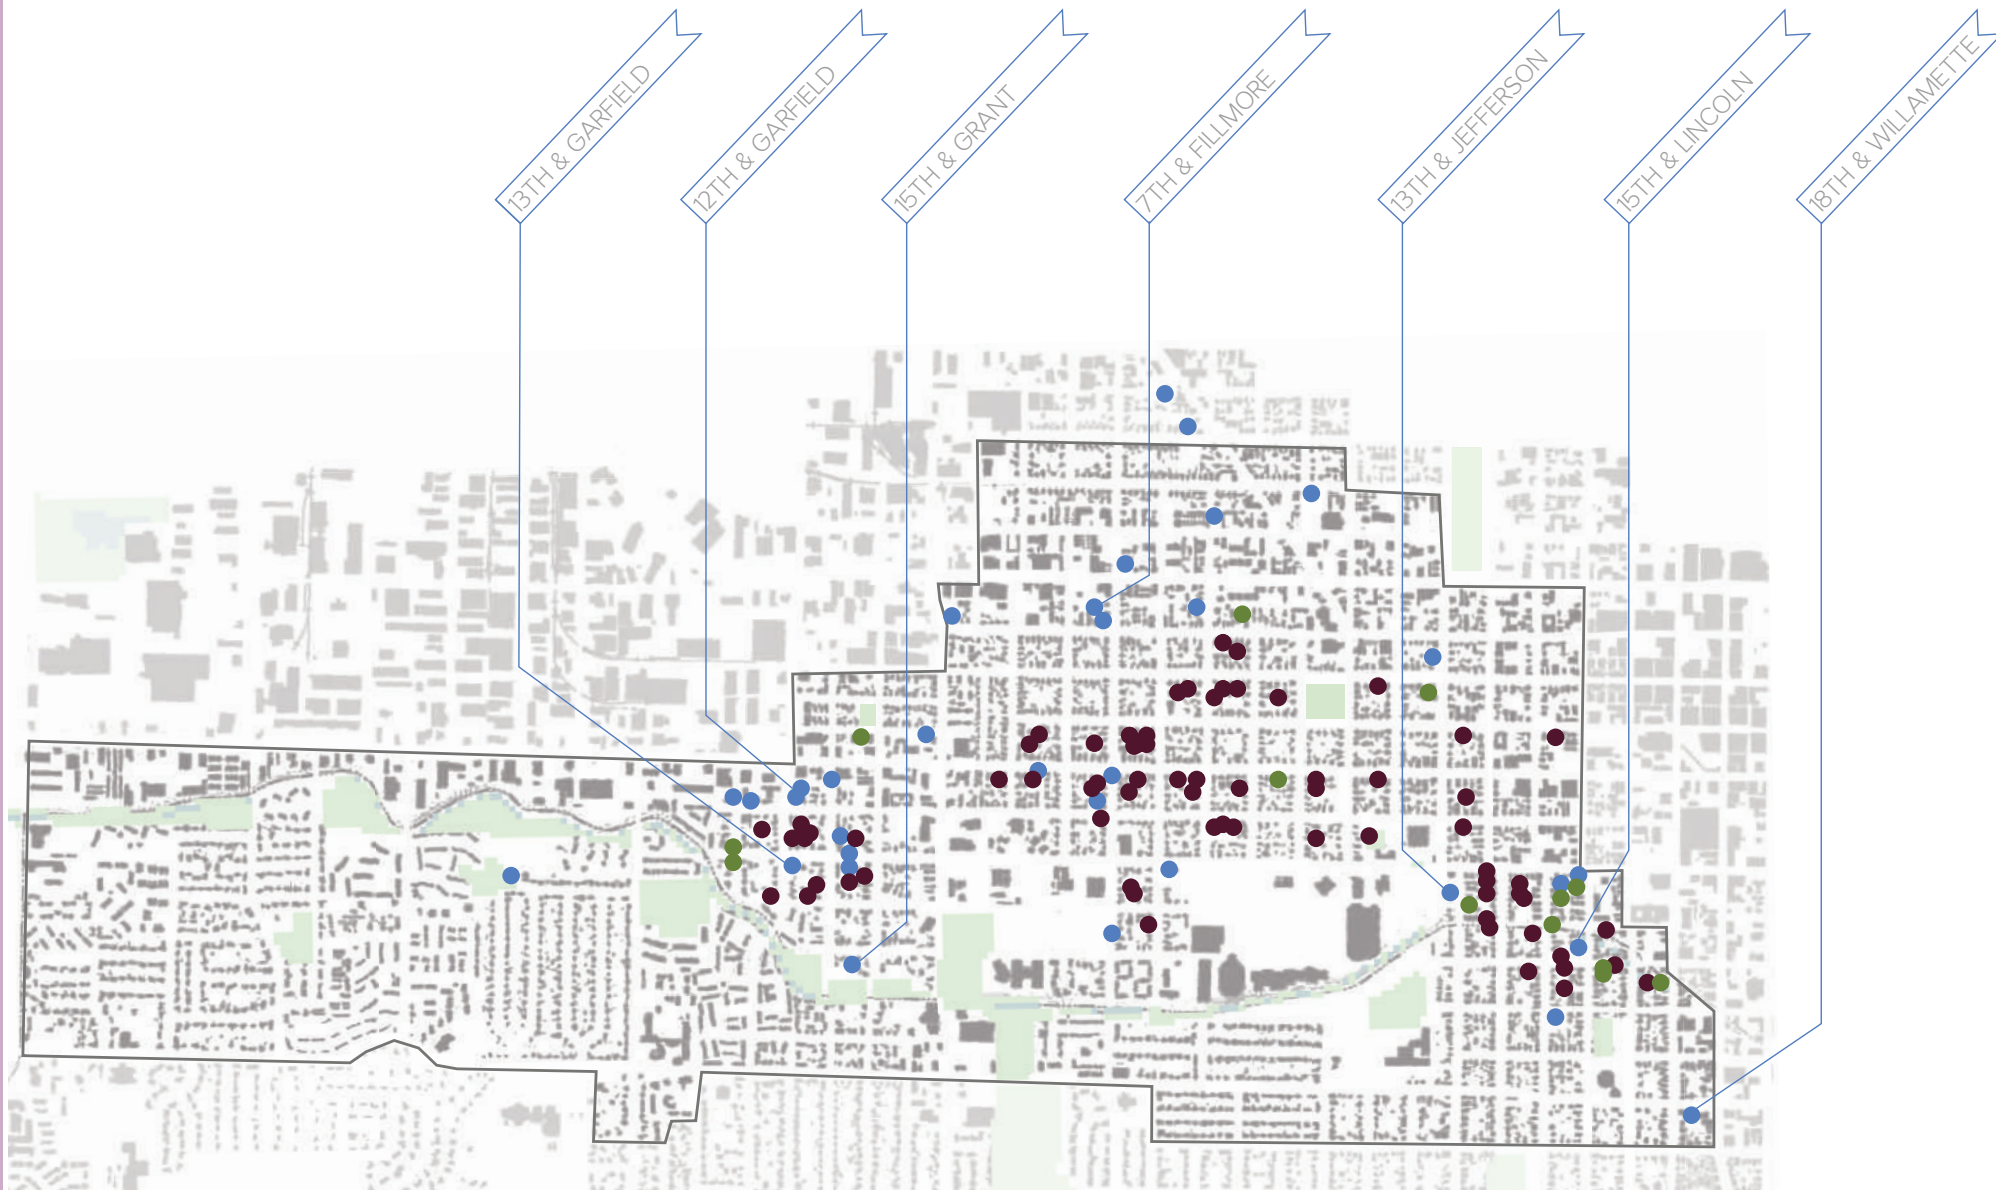 13TH & GARFIELD
12TH & GARFIELD
15TH & GRANT
7TH & FILLMORE
13TH & JEFFERSON
15TH & LINCOLN
18TH & WILLAMETTE